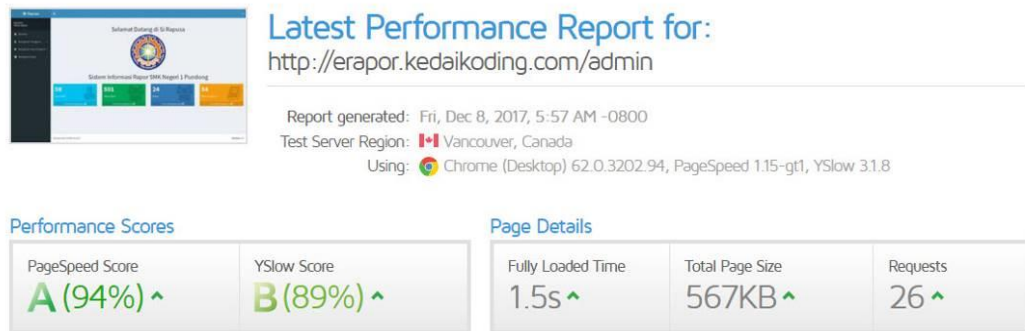 Selamat Datang di Si Raputa
Sistem Informasi Rapor SMK Negeri 1 Pundong
Latest Performance Report for:
http://erapor.kedaikoding.com/admin
Report generated: Fri, Dec 8, 2017, 5:57 AM -0800
Test Server Region: Vancouver, Canada
Using: Chrome (Desktop) 62.0.3202.94, PageSpeed 1.15-gt1, YSlow 3.1.8
Performance Scores
PageSpeed Score
A (94%)
YSlow Score
B (89%)
Page Details
Fully Loaded Time
1.5s
Total Page Size
567KB
Requests
26